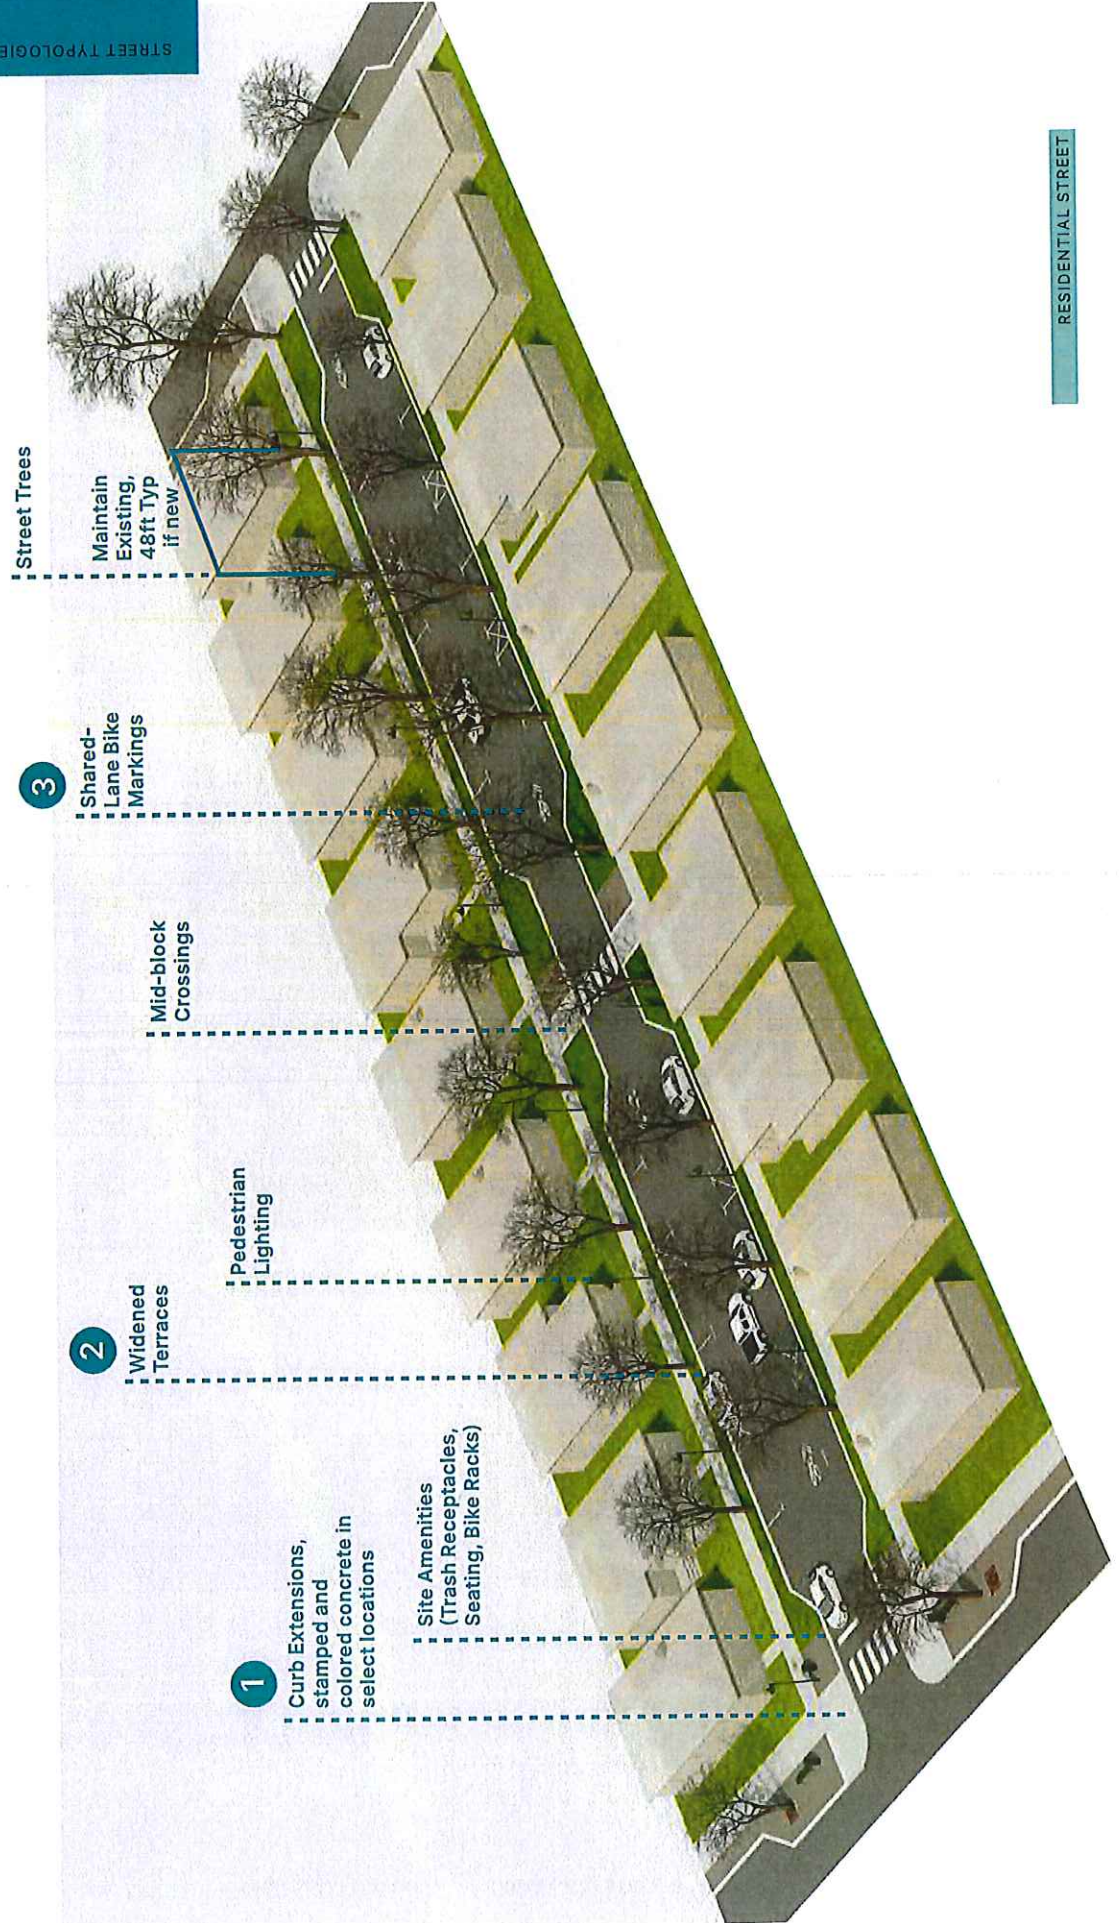 STREET TYPOLOGIE
Street Trees
Maintain
Existing,
48ft Typ
if new
3
Shared-
Lane Bike
Markings
Mid-block
Crossings
Pedestrian
Lighting
2
Widened
Terraces
Site Amenities
(Trash Receptacles,
Seating, Bike Racks)
1
Curb Extensions,
stamped and
colored concrete in
select locations
RESIDENTIAL STREET